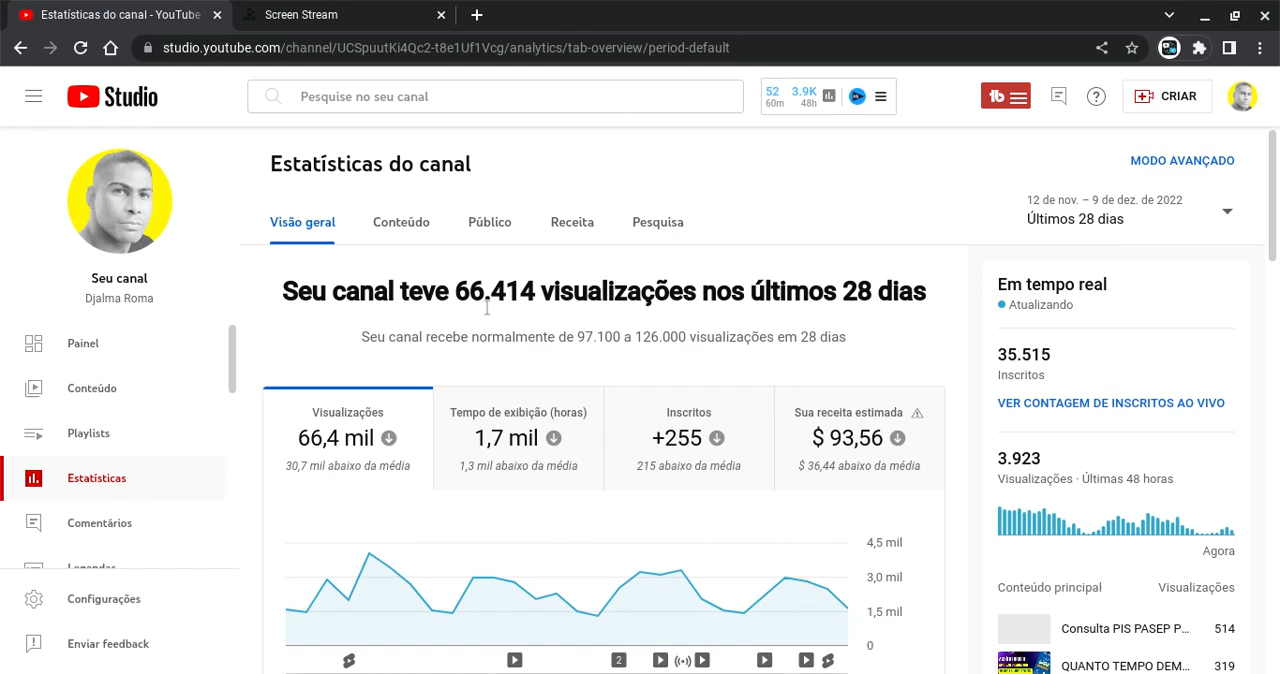 Estatísticas do canal - YouTube
Screen Stream
studio.youtube.com/channel/UCSpuutKi4Qc2-t8e1Uf1Vcg/analytics/tab-overview/period-default
Studio
Pesquise no seu canal
52 3.9K
60m 48h
tb
CRIAR
Seu canal
Djalma Roma
Painel
Conteúdo
Playlists
Estatísticas
Comentários
Legendas
Configurações
Enviar feedback
Estatísticas do canal
MODO AVANÇADO
Visão geral Conteúdo Público Receita Pesquisa
12 de nov. – 9 de dez. de 2022
Últimos 28 dias
Seu canal teve 66.414 visualizações nos últimos 28 dias
Seu canal recebe normalmente de 97.100 a 126.000 visualizações em 28 dias
Visualizações
66,4 mil
30,7 mil abaixo da média
Tempo de exibição (horas)
1,7 mil
1,3 mil abaixo da média
Inscritos
+255
215 abaixo da média
Sua receita estimada
$ 93,56
$ 36,44 abaixo da média
4,5 mil
3,0 mil
1,5 mil
0
2
Em tempo real
Atualizando
35.515
Inscritos
VER CONTAGEM DE INSCRITOS AO VIVO
3.923
Visualizações · Últimas 48 horas
Agora
Conteúdo principal Visualizações
Consulta PIS PASEP P... 514
QUANTO TEMPO DEM... 319